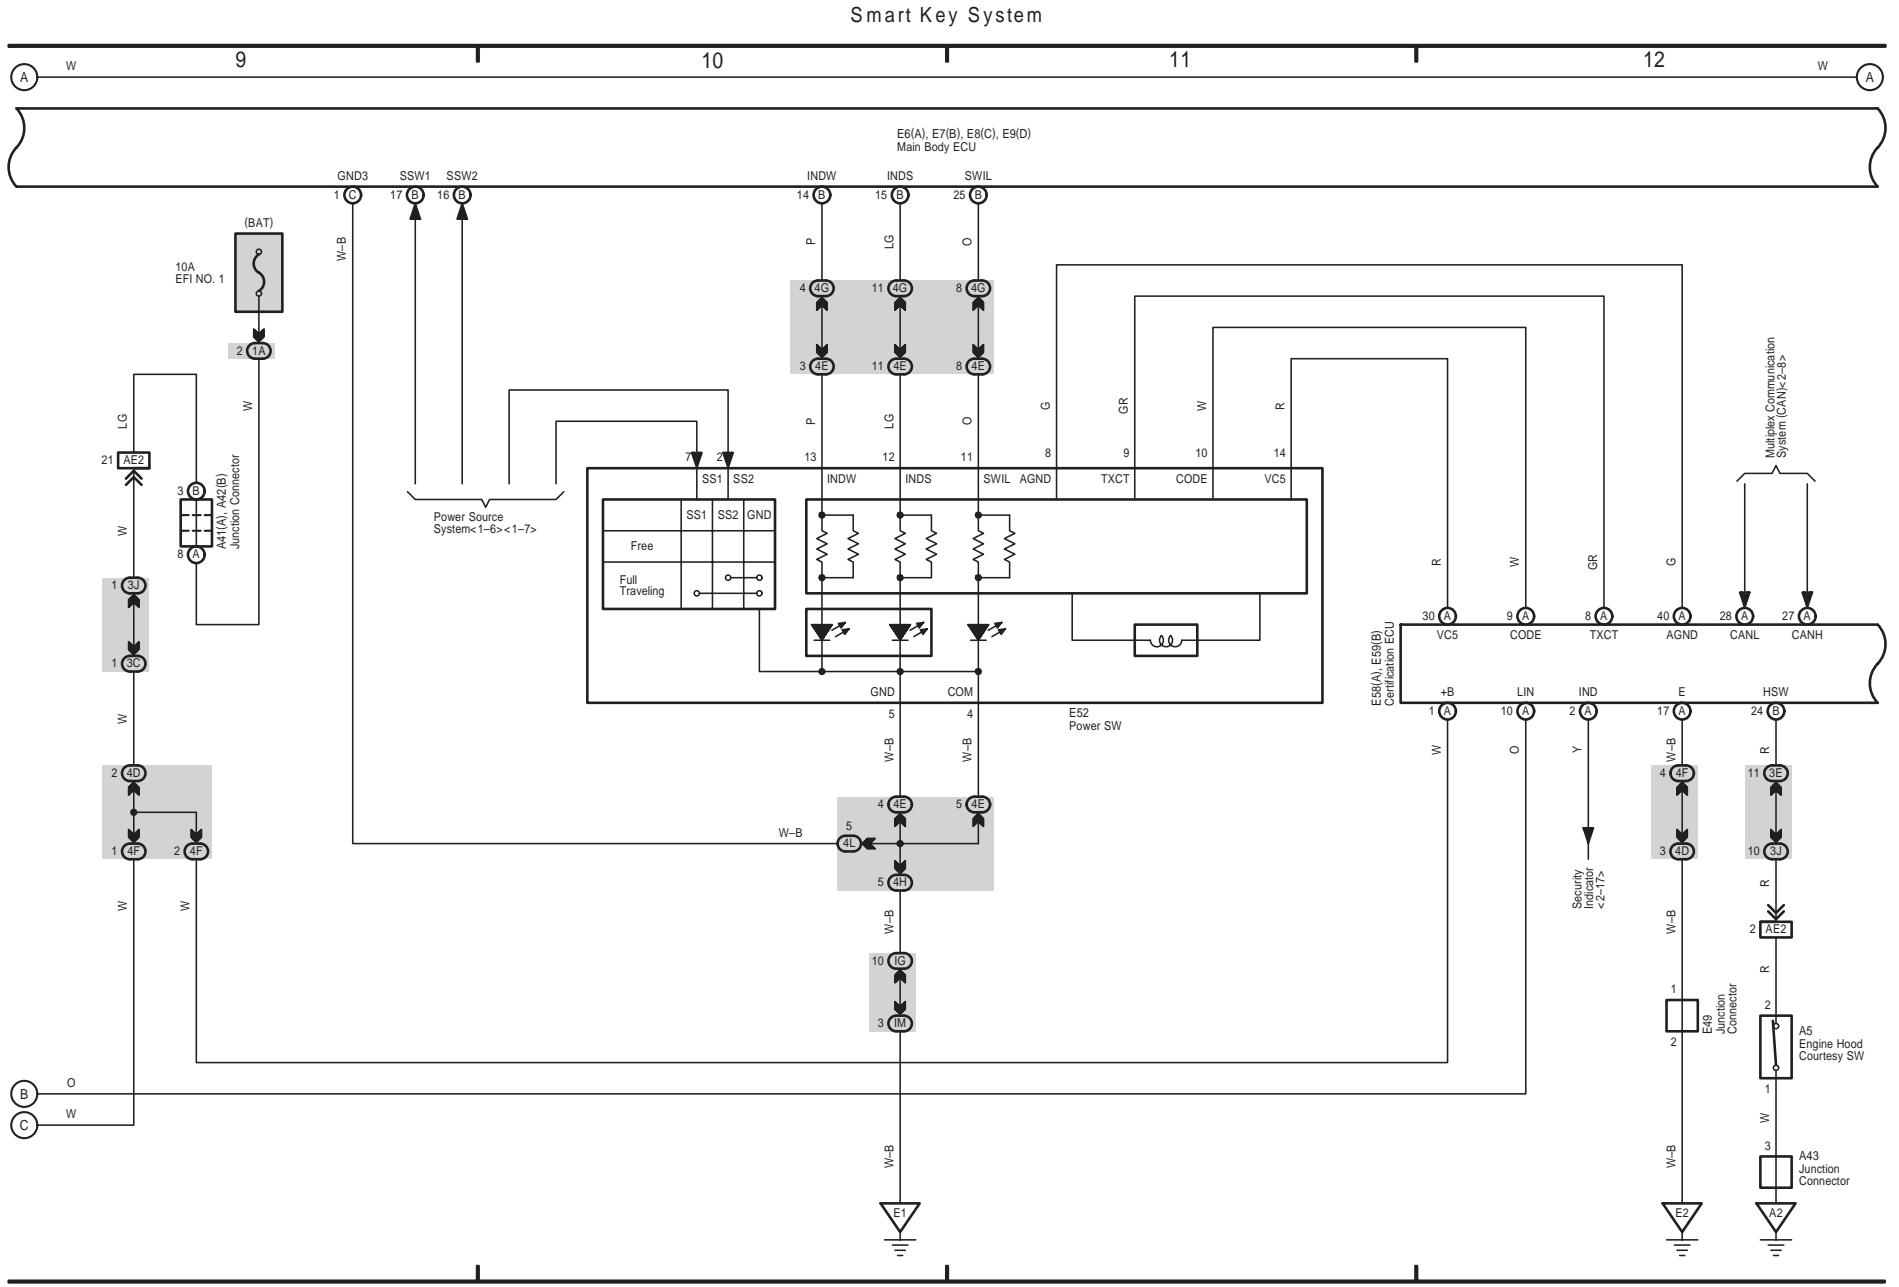 Smart Key System
9 10 11 12
A W W A
E6(A), E7(B), E8(C), E9(D)
Main Body ECU
GND3 SSW1 SSW2 INDW INDS SWIL
1 C 17 B 16 B 14 B 15 B 25 B
(BAT)
10A
EFI NO. 1
W–B P LG O
4 4G 11 4G 8 4G
2 1A
3 4E 11 4E 8 4E
Multiplex Communication
System (CAN)<2–8>
LG W P LG O G GR W R
21 AE2
7 2 13 12 11 8 9 10 14
SS1 SS2 INDW INDS SWIL AGND TXCT CODE VC5
3 B
A41(A), A42(B)
Junction Connector
8 A
W
Power Source
System<1–6><1–7>
SS1 SS2 GND
Free
Full
Traveling
R W GR G
1 3J
1 3C
30 A 9 A 8 A 40 A 28 A 27 A
VC5 CODE TXCT AGND CANL CANH
E58(A), E59(B)
Certification ECU
+B LIN IND E HSW
1 A 10 A 2 A 17 A 24 B
GND COM
5 4
E52
Power SW
W W–B W–B W O Y W–B R
2 4D
1 4F 2 4F
4 4E 5 4E
W–B 5 4L
5 4H
4 4F 11 3E
3 4D 10 3J
Security
Indicator
<2–17>
W W W–B W–B R
2 AE2
10 IG
3 IM
R
1
E49
Junction
Connector
2
2
A5
Engine Hood
Courtesy SW
1
B O
C W
W
W–B W–B
3
A43
Junction
Connector
E1 E2 A2